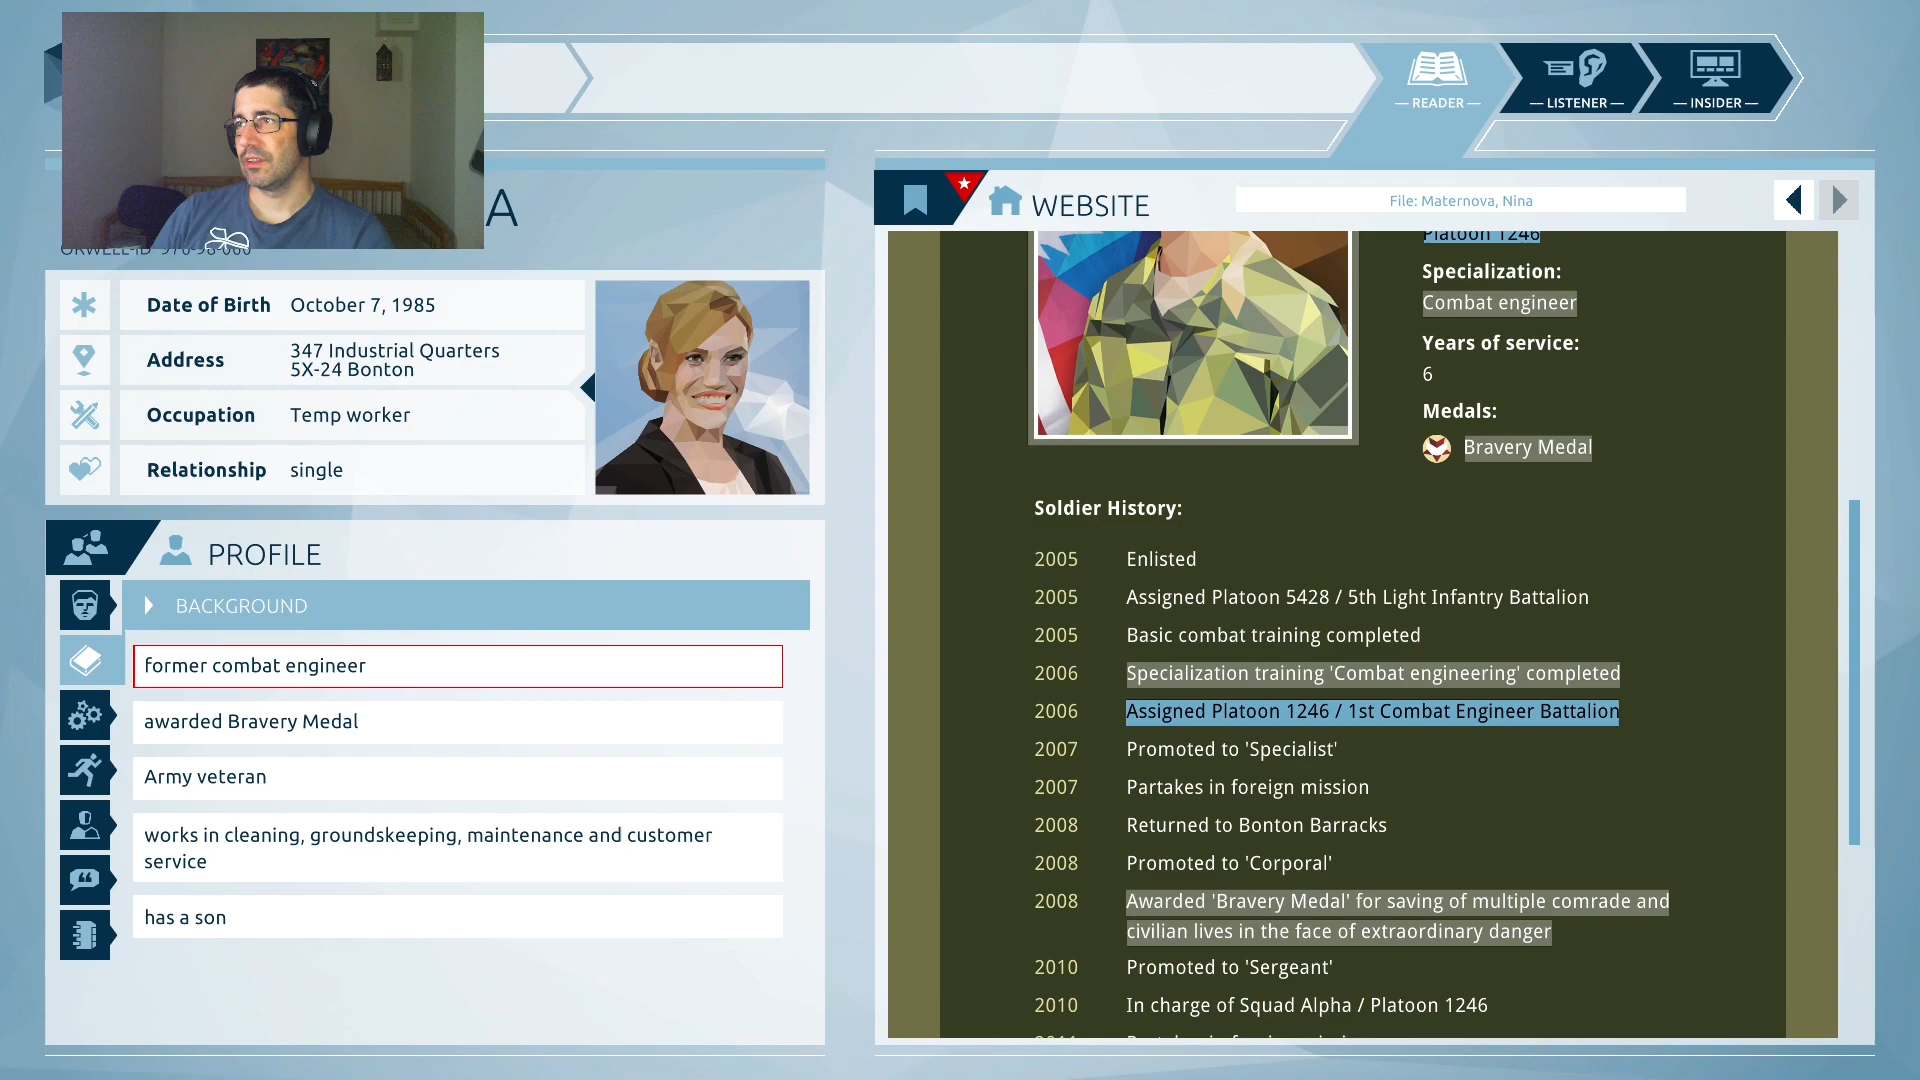 READER
LISTENER
INSIDER
A
WEBSITE
File: Maternova, Nina
Date of Birth October 7, 1985
Address 347 Industrial Quarters
5X-24 Bonton
Occupation Temp worker
Relationship single
PROFILE
BACKGROUND
former combat engineer
awarded Bravery Medal
Army veteran
works in cleaning, groundskeeping, maintenance and customer
service
has a son
Platoon 1246
Specialization:
Combat engineer
Years of service:
6
Medals:
Bravery Medal
Soldier History:
2005 Enlisted
2005 Assigned Platoon 5428 / 5th Light Infantry Battalion
2005 Basic combat training completed
2006 Specialization training 'Combat engineering' completed
2006 Assigned Platoon 1246 / 1st Combat Engineer Battalion
2007 Promoted to 'Specialist'
2007 Partakes in foreign mission
2008 Returned to Bonton Barracks
2008 Promoted to 'Corporal'
2008 Awarded 'Bravery Medal' for saving of multiple comrade and
civilian lives in the face of extraordinary danger
2010 Promoted to 'Sergeant'
2010 In charge of Squad Alpha / Platoon 1246